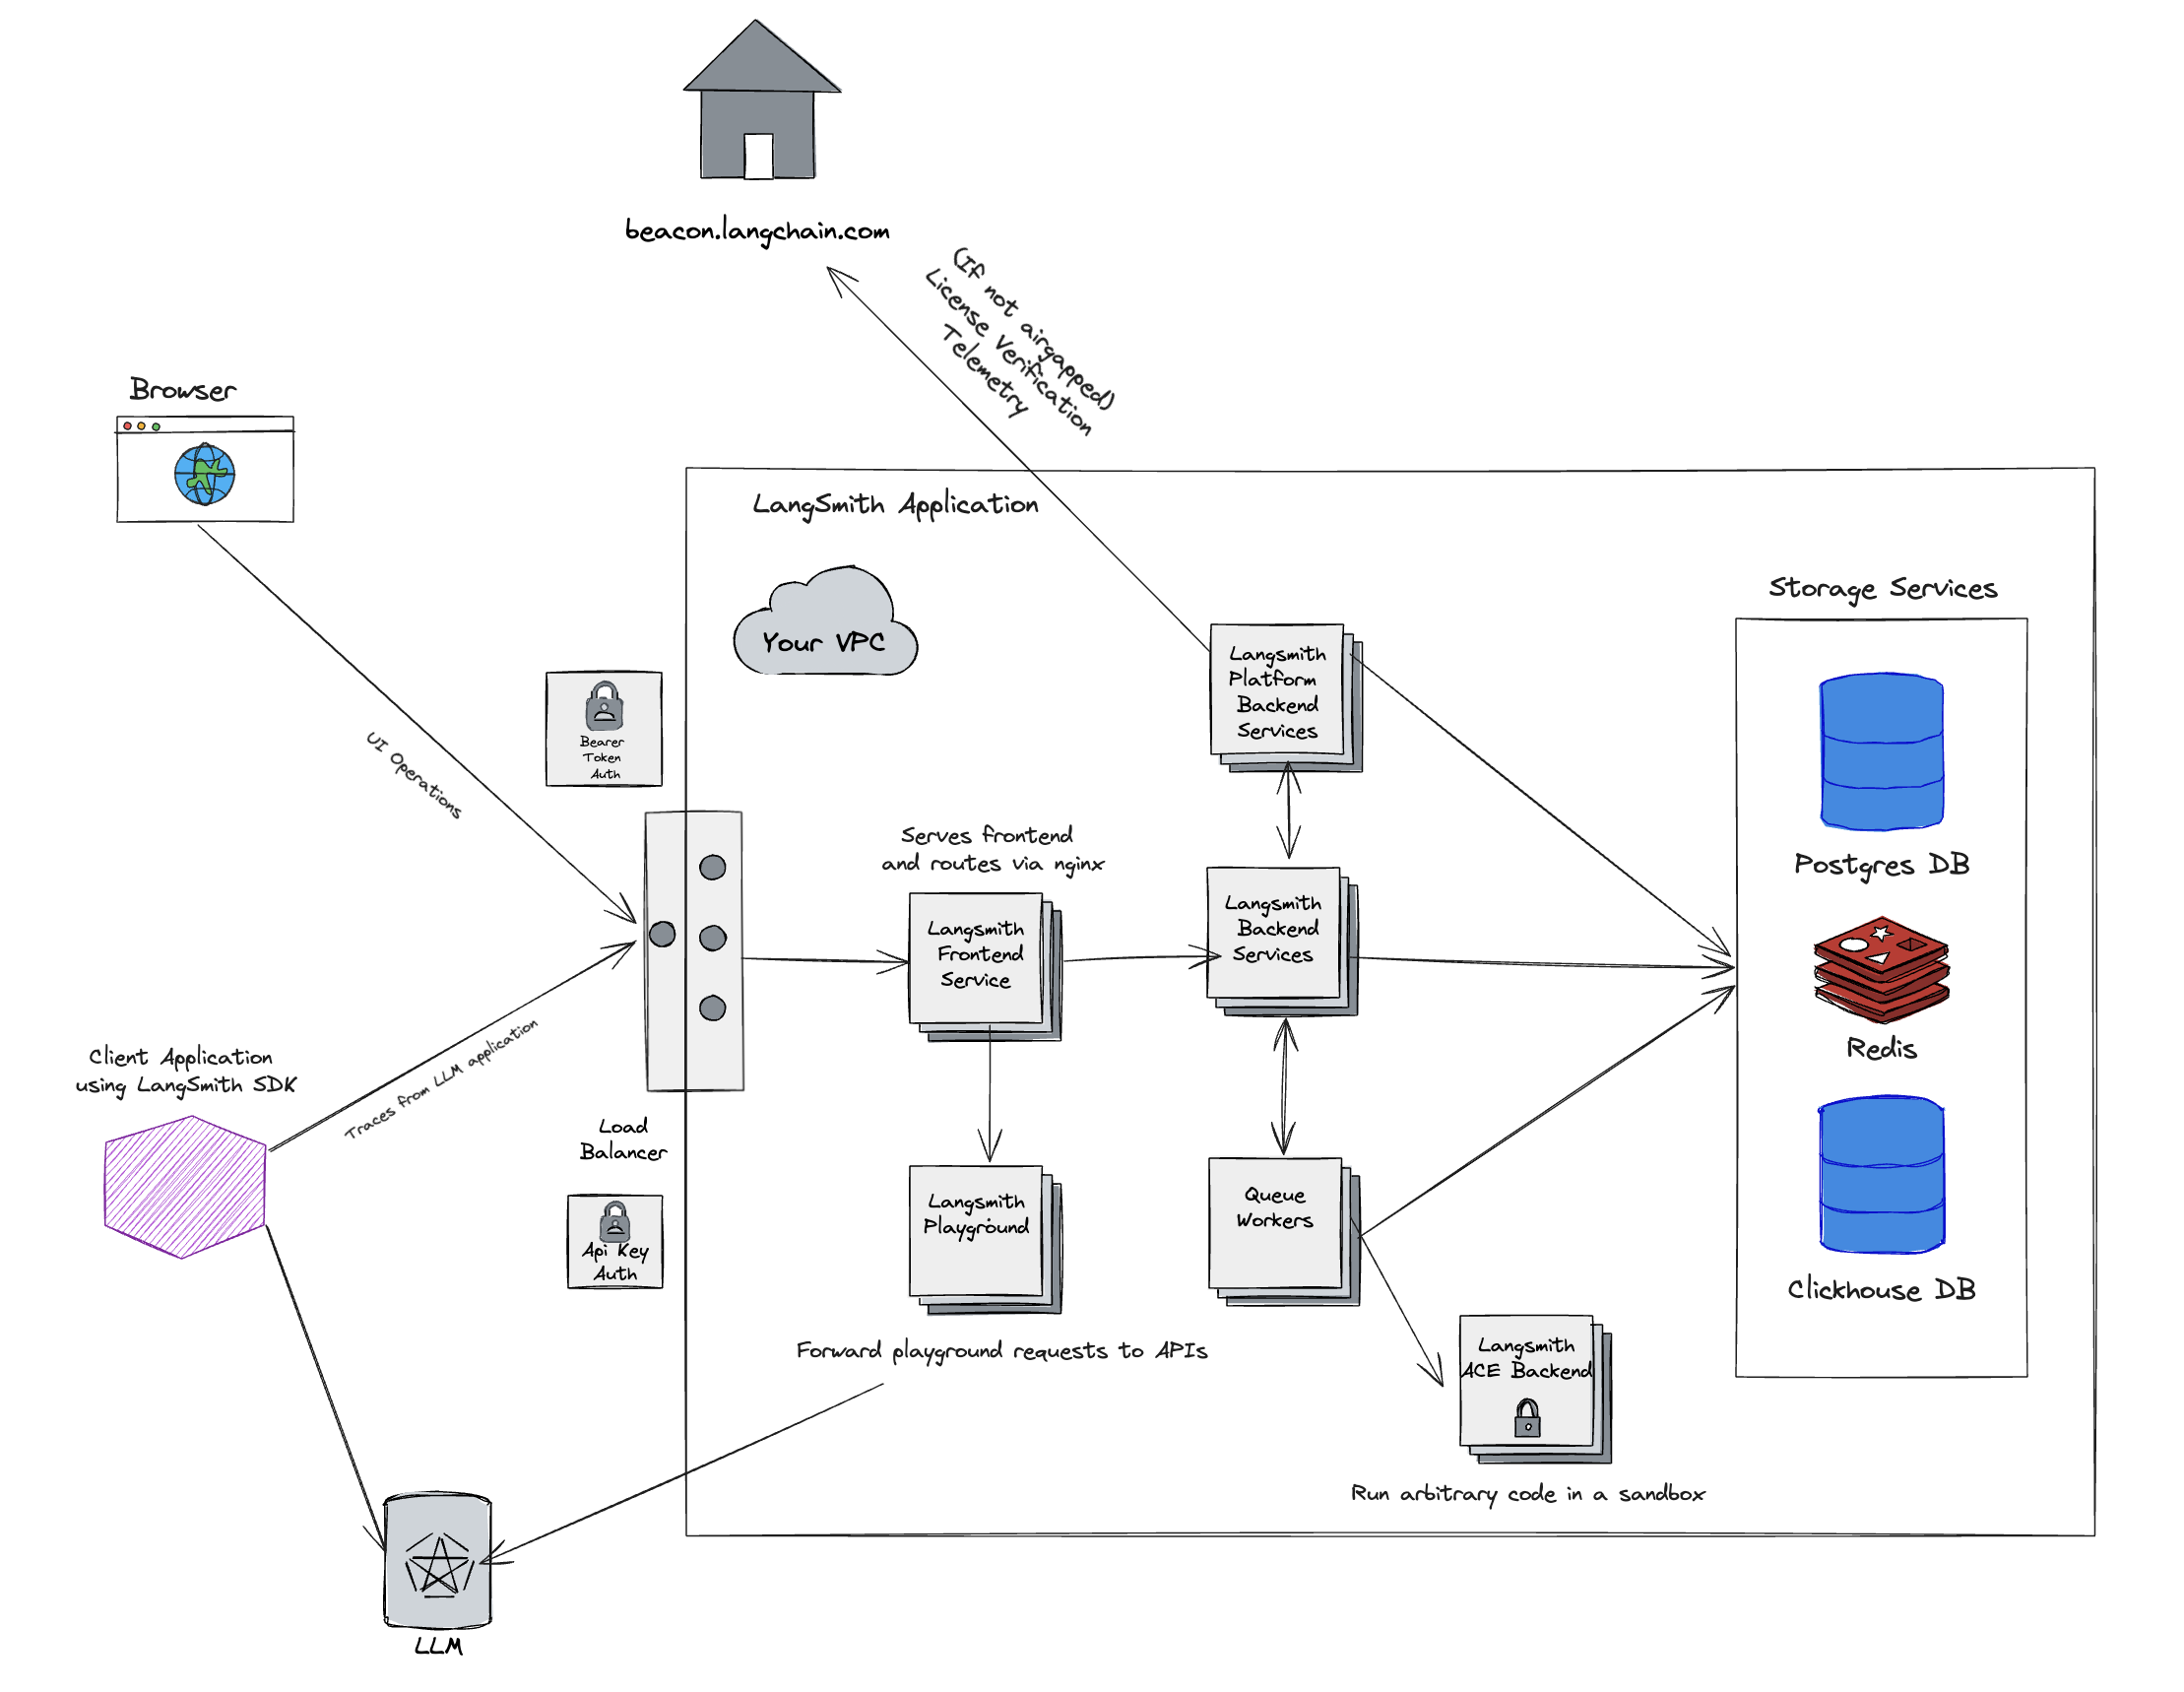 beacon.langchain.com
(If not airgapped)
License Verification
Telemetry
Browser
LangSmith Application
Your VPC
Storage Services
Langsmith
Platform
Backend
Services
Bearer
Token
Auth
UI Operations
Serves frontend
and routes via nginx
Postgres DB
Langsmith
Frontend
Service
Langsmith
Backend
Services
Redis
Client Application
using LangSmith SDK
Traces from LLM application
Load
Balancer
Api Key
Auth
Langsmith
Playground
Queue
Workers
Clickhouse DB
Forward playground requests to APIs
Langsmith
ACE Backend
Run arbitrary code in a sandbox
LLM